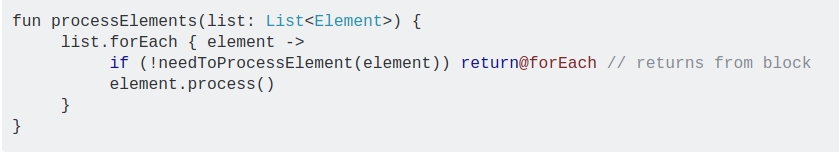 fun processElements(list: List<Element>) {
     list.forEach { element ->
          if (!needToProcessElement(element)) return@forEach // returns from block
          element.process()
     }
}